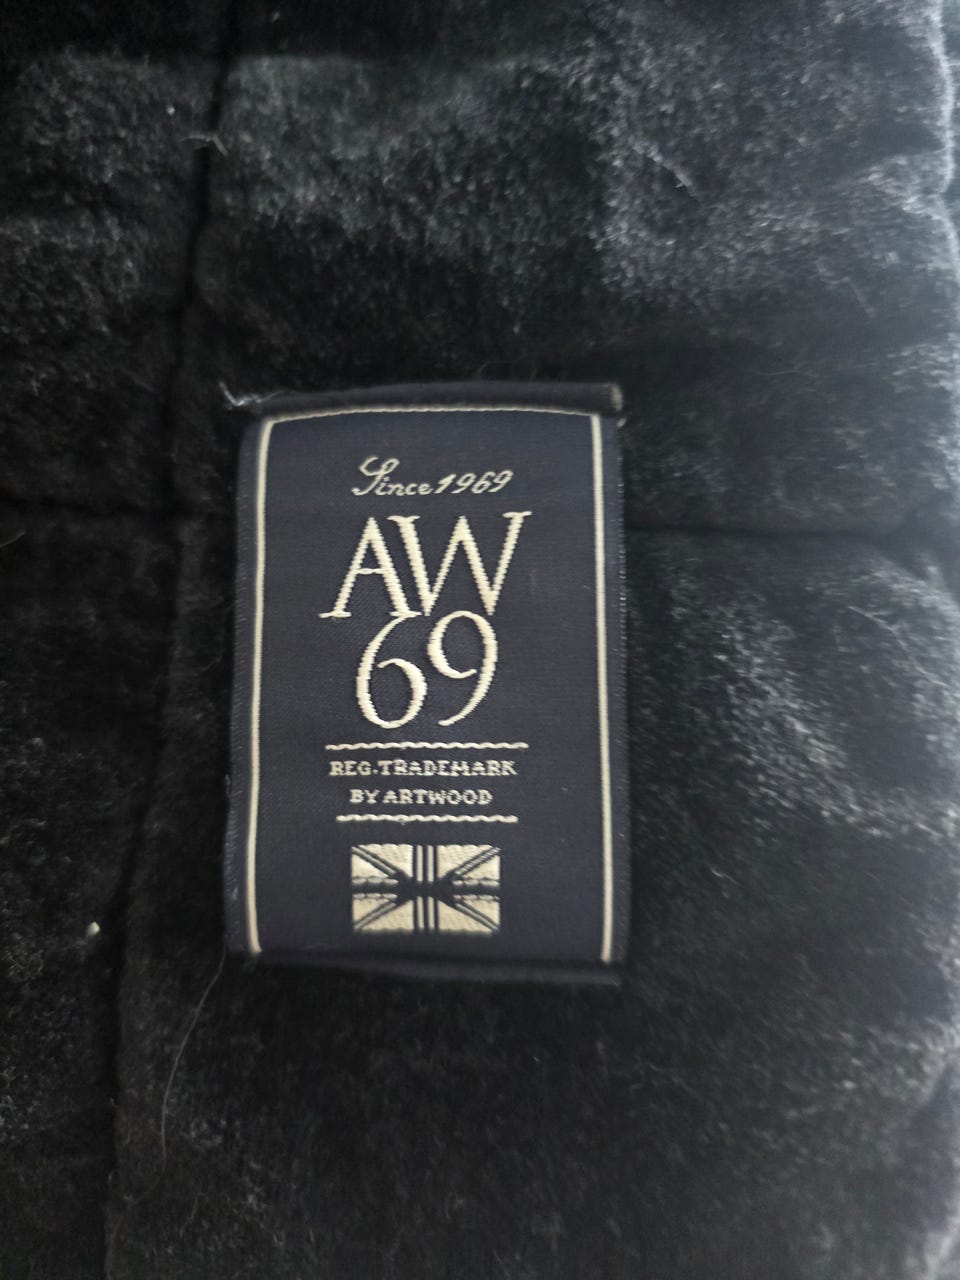 Since 1969
AW
69
REG.TRADEMARK
BY ARTWOOD